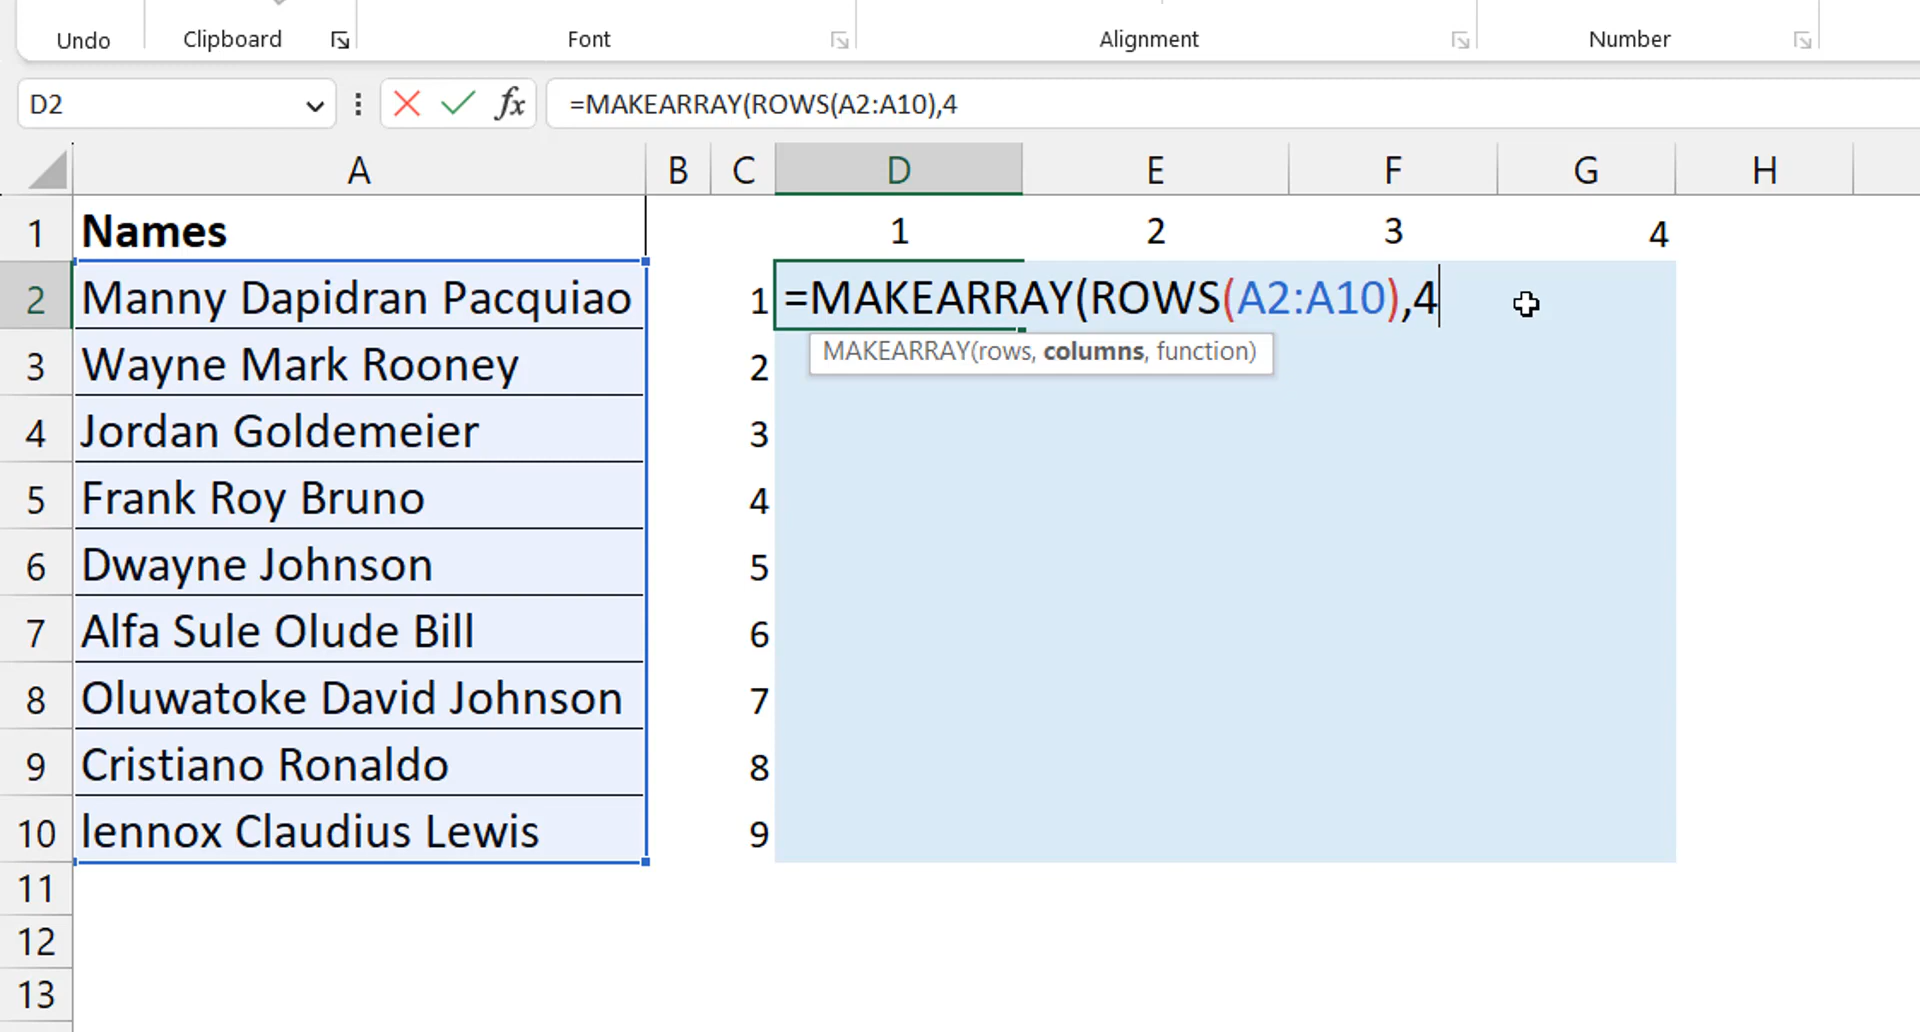 Undo Clipboard Font Alignment Number
D2 fx =MAKEARRAY(ROWS(A2:A10),4
A B C D E F G H
1 Names 1 2 3 4
2 Manny Dapidran Pacquiao 1 =MAKEARRAY(ROWS(A2:A10),4
MAKEARRAY(rows, columns, function)
3 Wayne Mark Rooney 2
4 Jordan Goldemeier 3
5 Frank Roy Bruno 4
6 Dwayne Johnson 5
7 Alfa Sule Olude Bill 6
8 Oluwatoke David Johnson 7
9 Cristiano Ronaldo 8
10 lennox Claudius Lewis 9
11
12
13